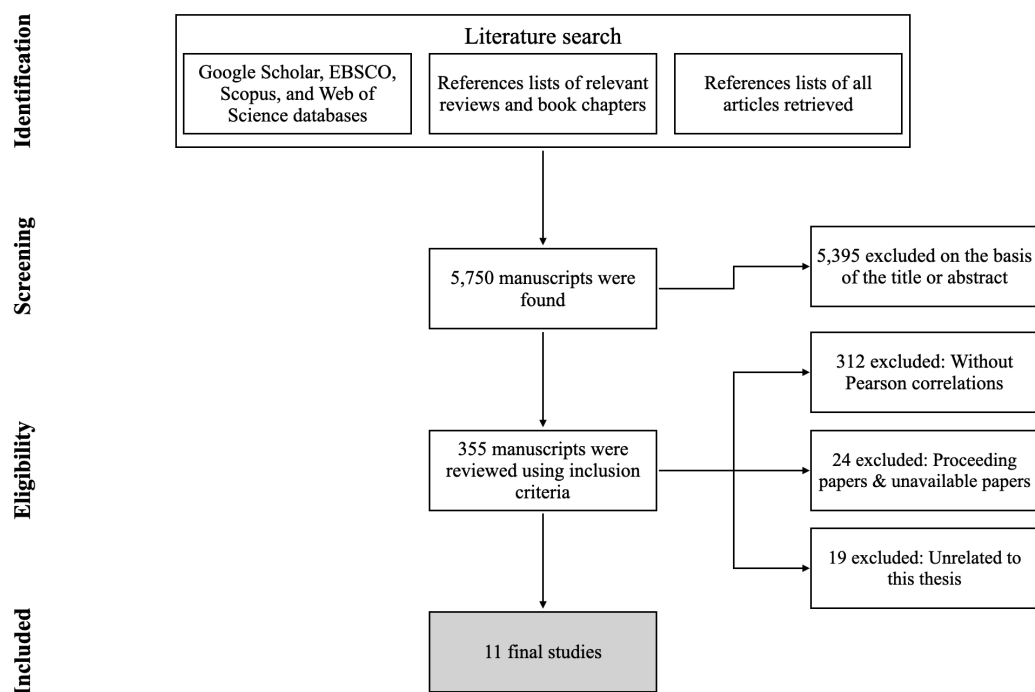 Identification
Literature search
Google Scholar, EBSCO,
Scopus, and Web of
Science databases
References lists of relevant
reviews and book chapters
References lists of all
articles retrieved
Screening
5,750 manuscripts were
found
5,395 excluded on the basis
of the title or abstract
Eligibility
355 manuscripts were
reviewed using inclusion
criteria
312 excluded: Without
Pearson correlations
24 excluded: Proceeding
papers & unavailable papers
19 excluded: Unrelated to
this thesis
Included
11 final studies